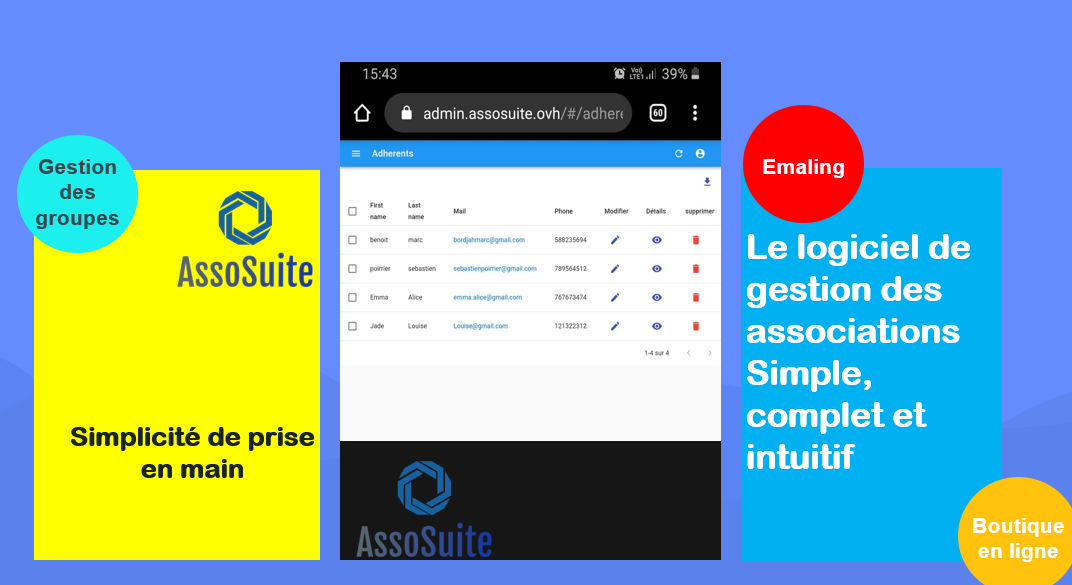 Gestion
des
groupes
AssoSuite
Simplicité de prise
en main
15:43 Vo)) LTE1 39%
admin.assosuite.ovh/#/adhere 60
Adherents
First name Last name Mail Phone Modifier Détails supprimer
benoit marc bordjahmarc@gmail.com 588235694
poirrier sebastien sebastienpoirrier@gmail.com 789564512
Emma Alice emma.alice@gmail.com 767673474
Jade Louise Louise@gmail.com 121322312
1-4 sur 4
AssoSuite
Emaling
Le logiciel de
gestion des
associations
Simple,
complet et
intuitif
Boutique
en ligne